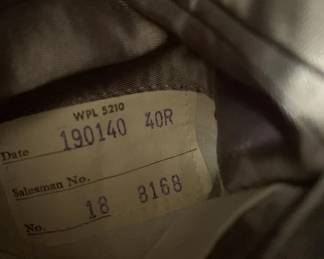 WPL 5210
Date 190140 40R
Salesman No.
No. 18 8168